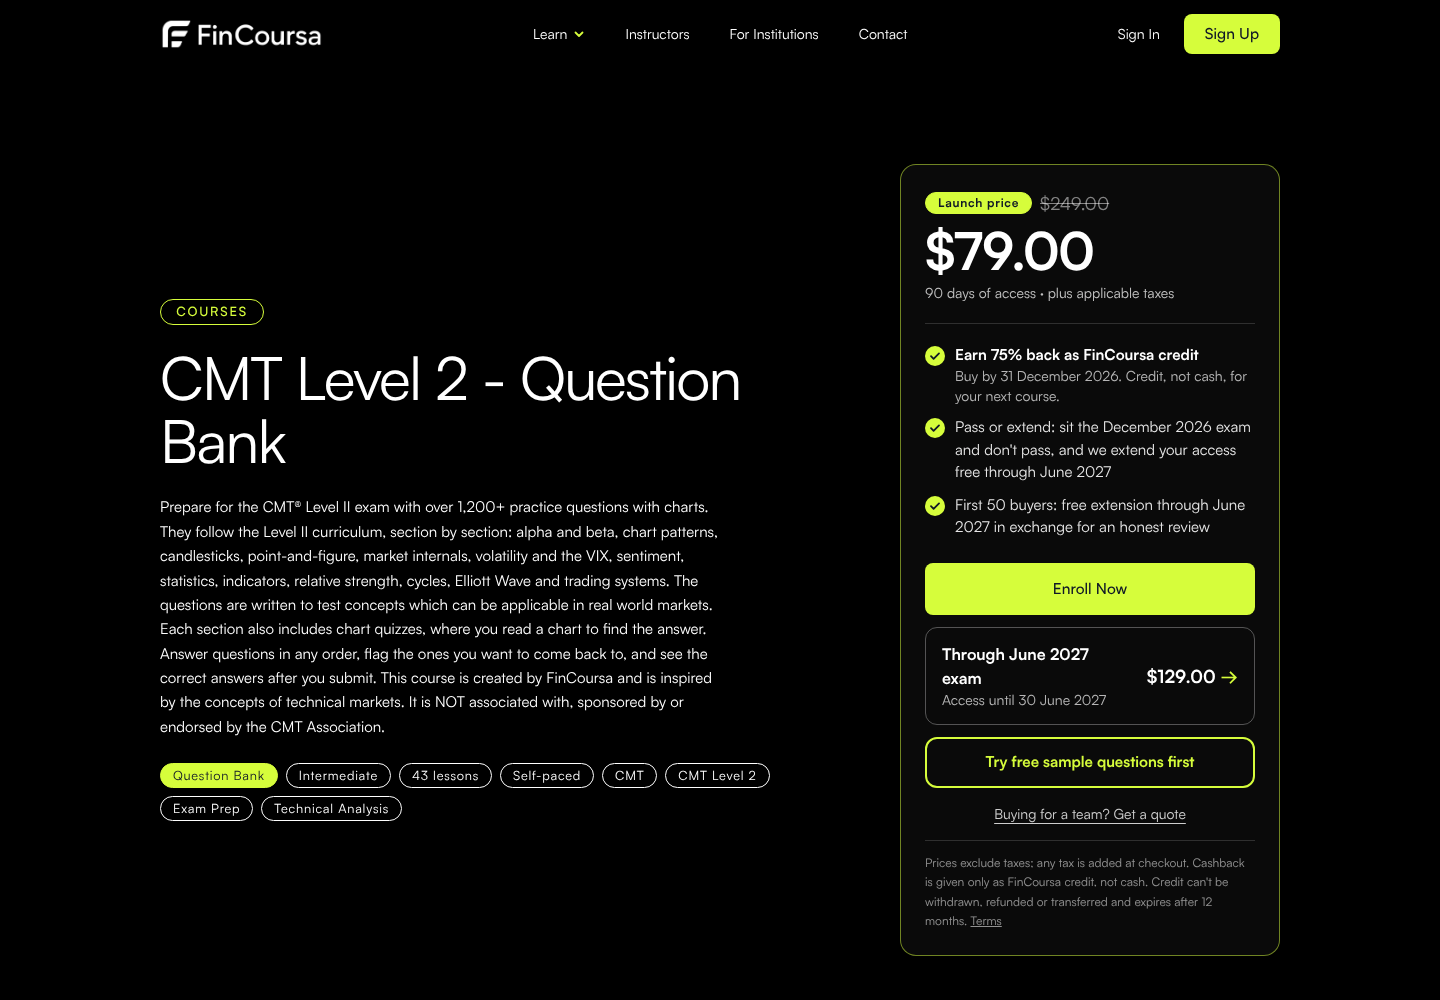 FinCoursa
Learn
Instructors
For Institutions
Contact
Sign In
Sign Up
COURSES
CMT Level 2 - Question
Bank
Prepare for the CMT® Level II exam with over 1,200+ practice questions with charts.
They follow the Level II curriculum, section by section: alpha and beta, chart patterns,
candlesticks, point-and-figure, market internals, volatility and the VIX, sentiment,
statistics, indicators, relative strength, cycles, Elliott Wave and trading systems. The
questions are written to test concepts which can be applicable in real world markets.
Each section also includes chart quizzes, where you read a chart to find the answer.
Answer questions in any order, flag the ones you want to come back to, and see the
correct answers after you submit. This course is created by FinCoursa and is inspired
by the concepts of technical markets. It is NOT associated with, sponsored by or
endorsed by the CMT Association.
Question Bank
Intermediate
43 lessons
Self-paced
CMT
CMT Level 2
Exam Prep
Technical Analysis
Launch price $249.00
$79.00
90 days of access • plus applicable taxes
Earn 75% back as FinCoursa credit
Buy by 31 December 2026. Credit, not cash, for
your next course.
Pass or extend: sit the December 2026 exam
and don't pass, and we extend your access
free through June 2027
First 50 buyers: free extension through June
2027 in exchange for an honest review
Enroll Now
Through June 2027
exam
$129.00 →
Access until 30 June 2027
Try free sample questions first
Buying for a team? Get a quote
Prices exclude taxes; any tax is added at checkout. Cashback
is given only as FinCoursa credit, not cash. Credit can't be
withdrawn, refunded or transferred and expires after 12
months. Terms